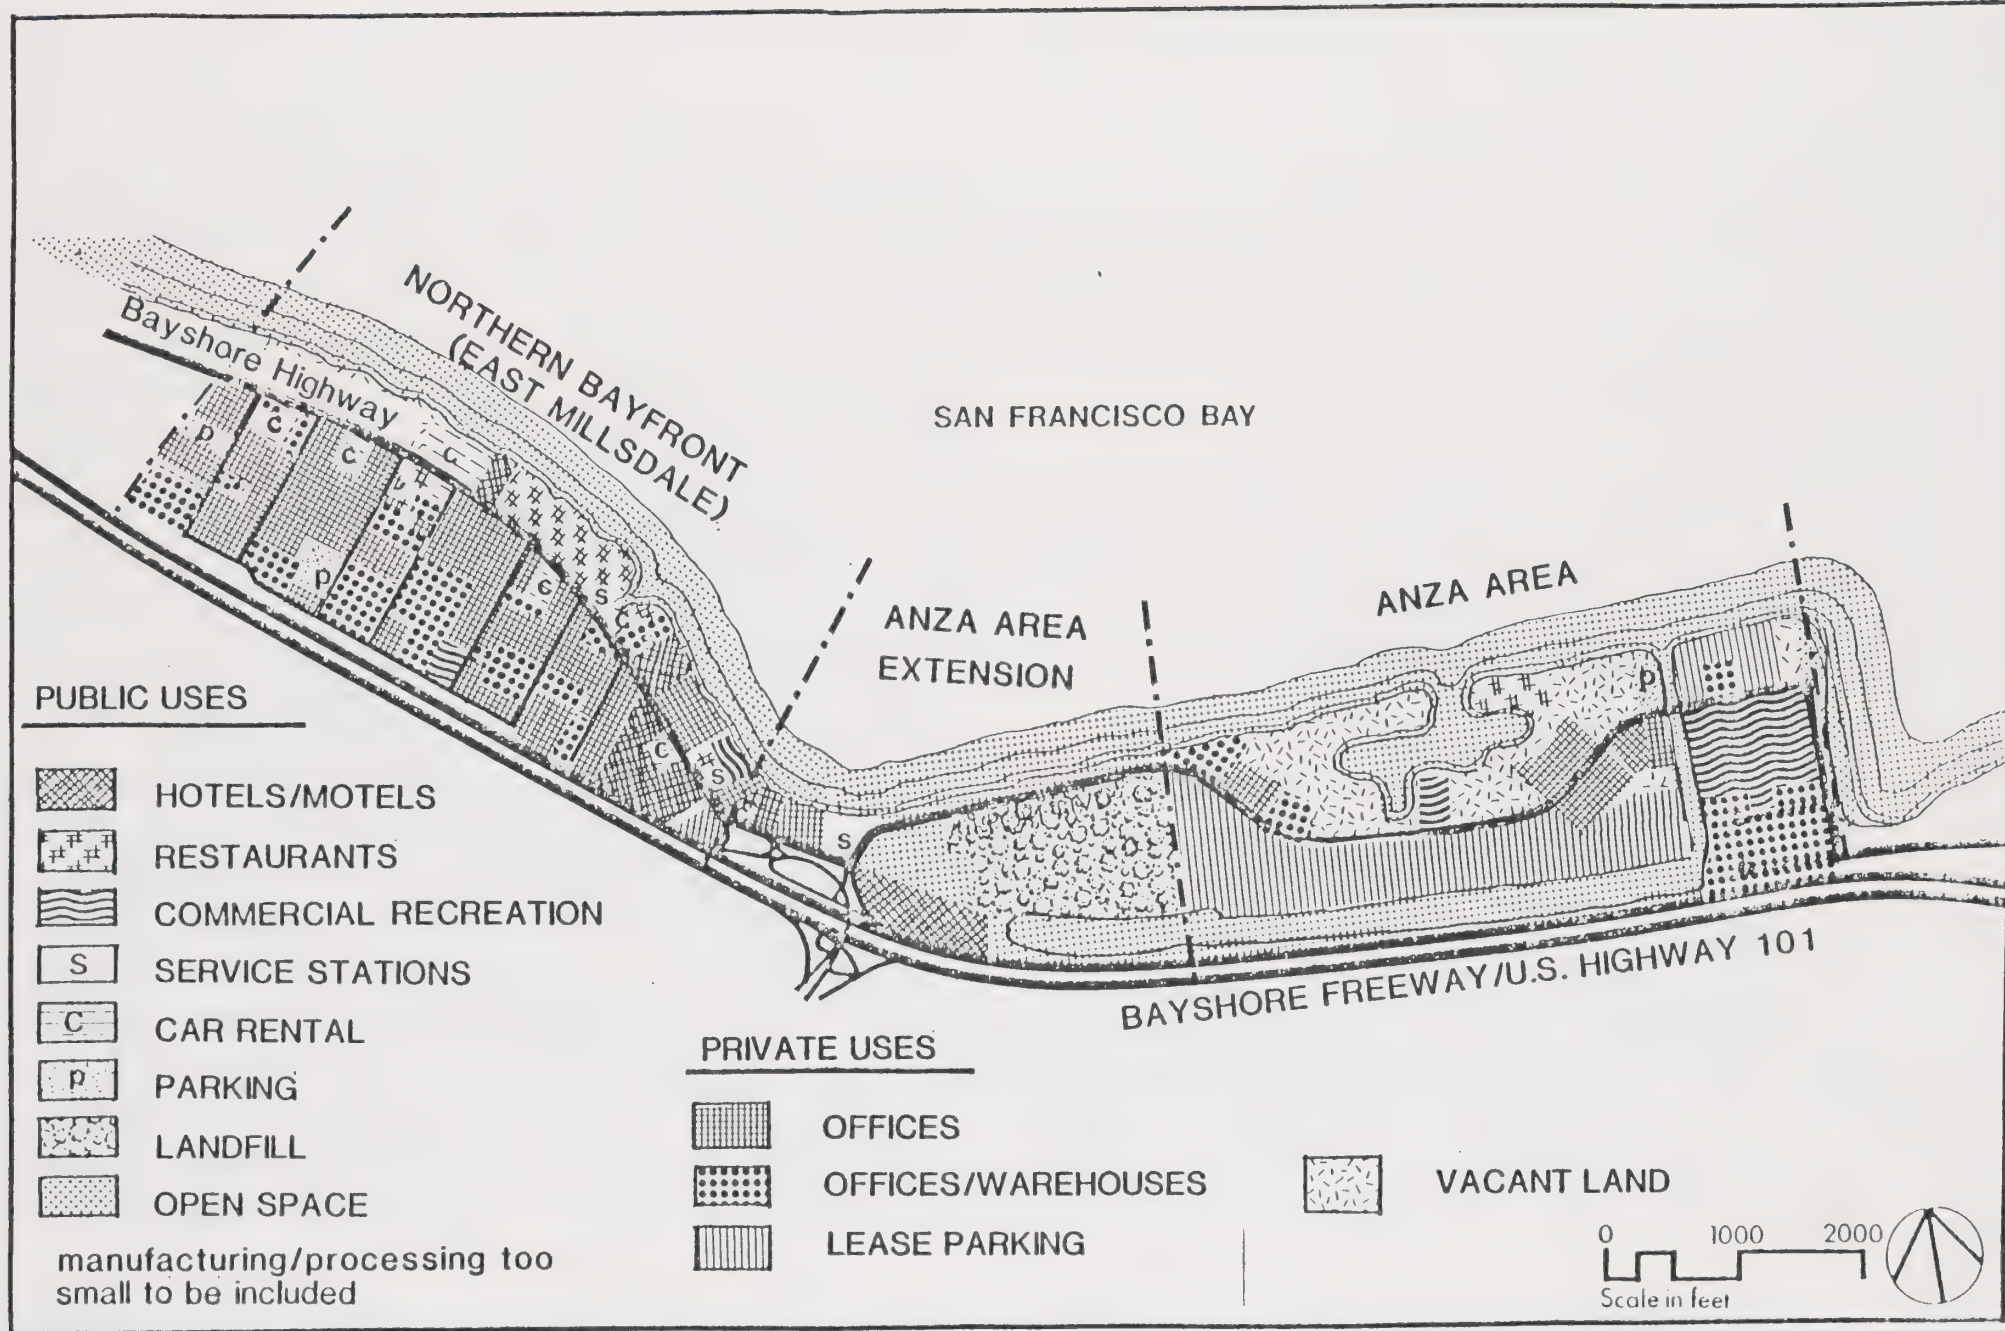 NORTHERN BAYFRONT
(EAST MILLSDALE)
Bayshore Highway
SAN FRANCISCO BAY
p
C
C
C
p
C
S
C
C
S
S
p
ANZA AREA
EXTENSION
ANZA AREA
BAYSHORE FREEWAY/U.S. HIGHWAY 101
PUBLIC USES
HOTELS/MOTELS
RESTAURANTS
COMMERCIAL RECREATION
S SERVICE STATIONS
C CAR RENTAL
p PARKING
LANDFILL
OPEN SPACE
manufacturing/processing too
small to be included
PRIVATE USES
OFFICES
OFFICES/WAREHOUSES
LEASE PARKING
VACANT LAND
0 1000 2000
Scale in feet